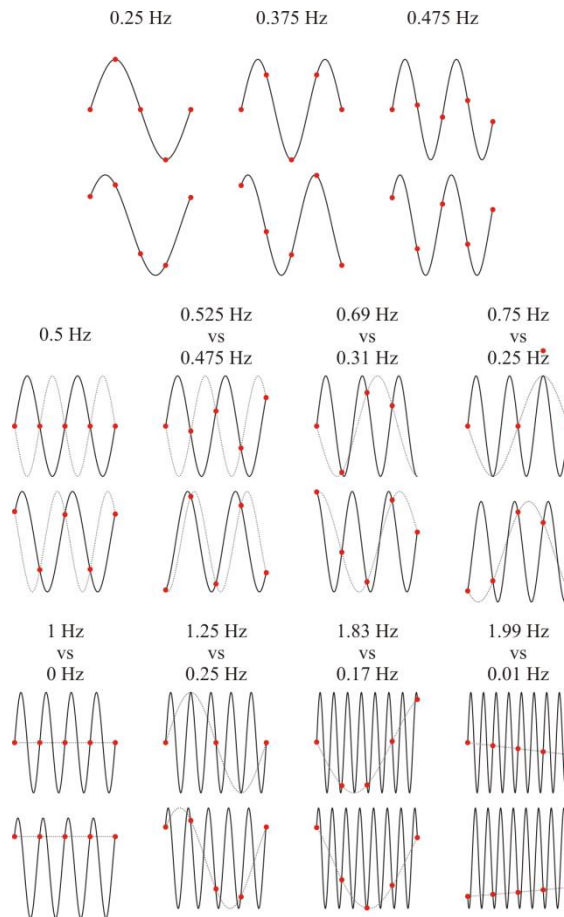 0.25 Hz
0.375 Hz
0.475 Hz
0.5 Hz
0.525 Hz
vs
0.475 Hz
0.69 Hz
vs
0.31 Hz
0.75 Hz
vs
0.25 Hz
1 Hz
vs
0 Hz
1.25 Hz
vs
0.25 Hz
1.83 Hz
vs
0.17 Hz
1.99 Hz
vs
0.01 Hz